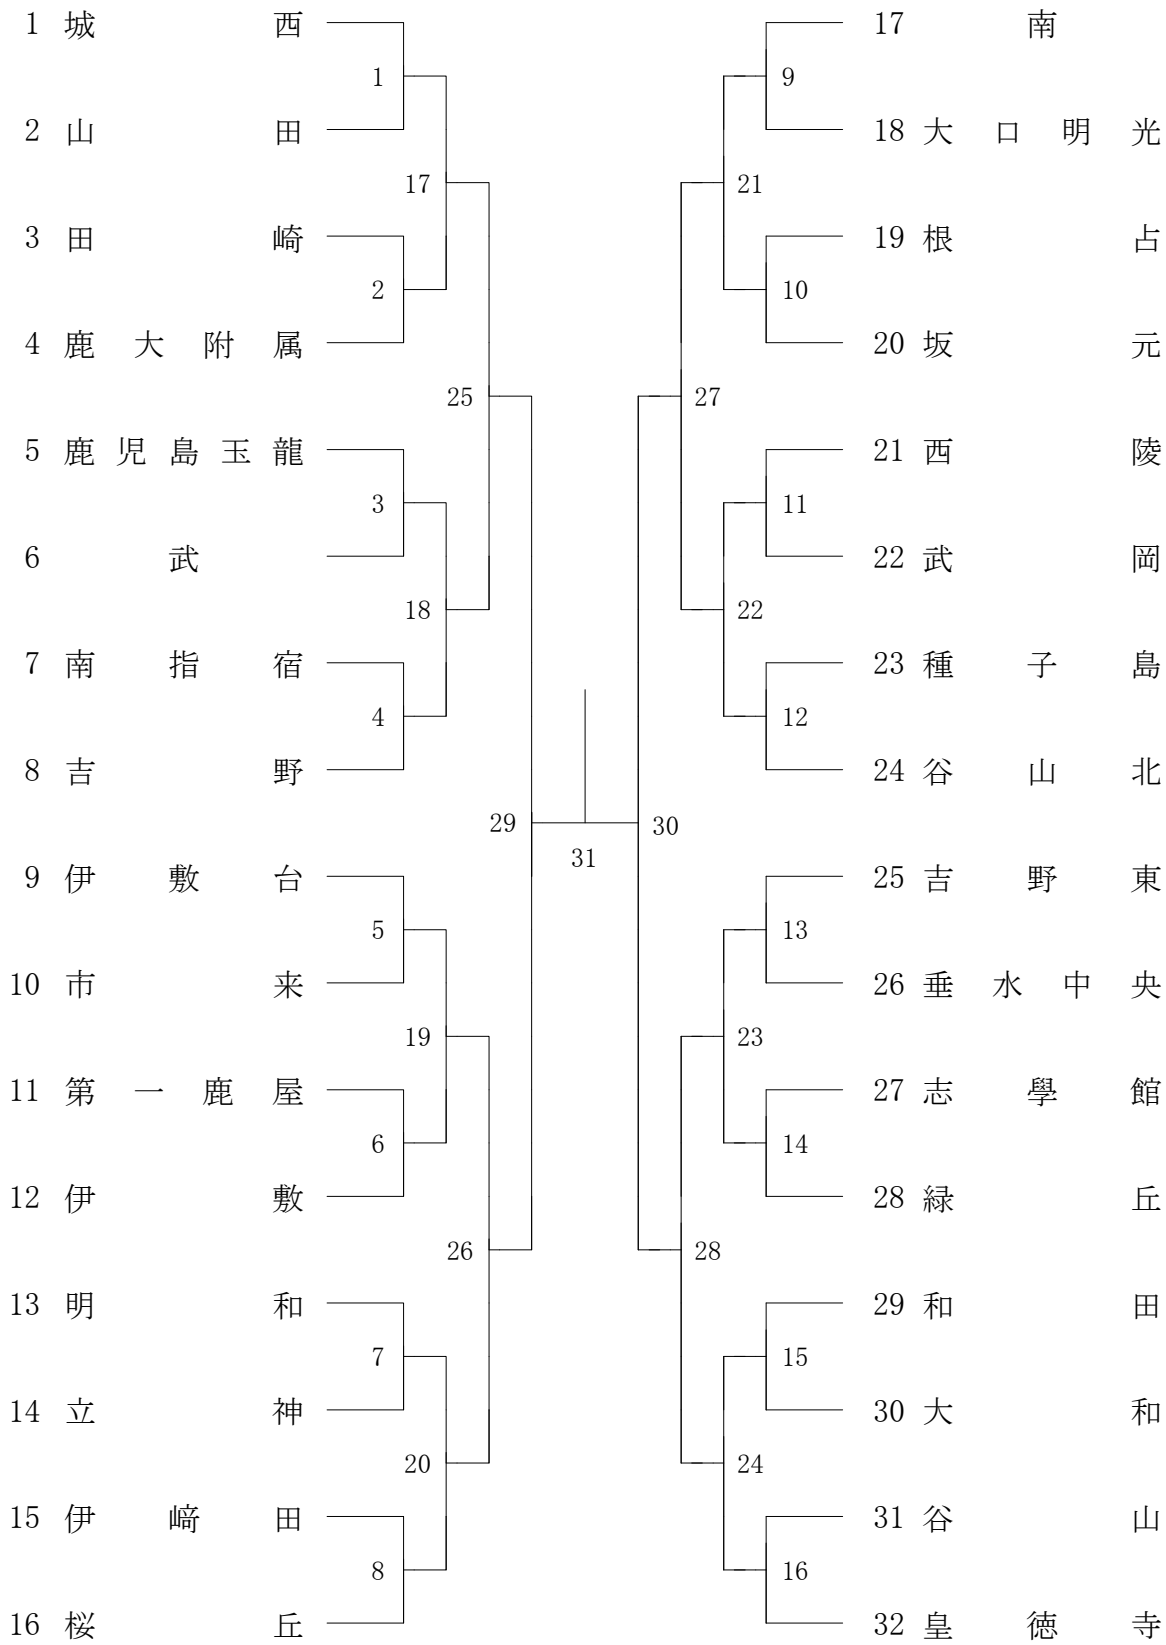 1 城西
2 山田
3 田崎
4 鹿大附属
5 鹿児島玉龍
6 武
7 南指宿
8 吉野
9 伊敷台
10 市来
11 第一鹿屋
12 伊敷
13 明和
14 立神
15 伊﨑田
16 桜丘
1
2
3
4
5
6
7
8
17
18
19
20
25
26
29
31
30
27
28
21
22
23
24
9
10
11
12
13
14
15
16
17 南
18 大口明光
19 根占
20 坂元
21 西陵
22 武岡
23 種子島
24 谷山北
25 吉野東
26 垂水中央
27 志學館
28 緑丘
29 和田
30 大和
31 谷山
32 皇徳寺